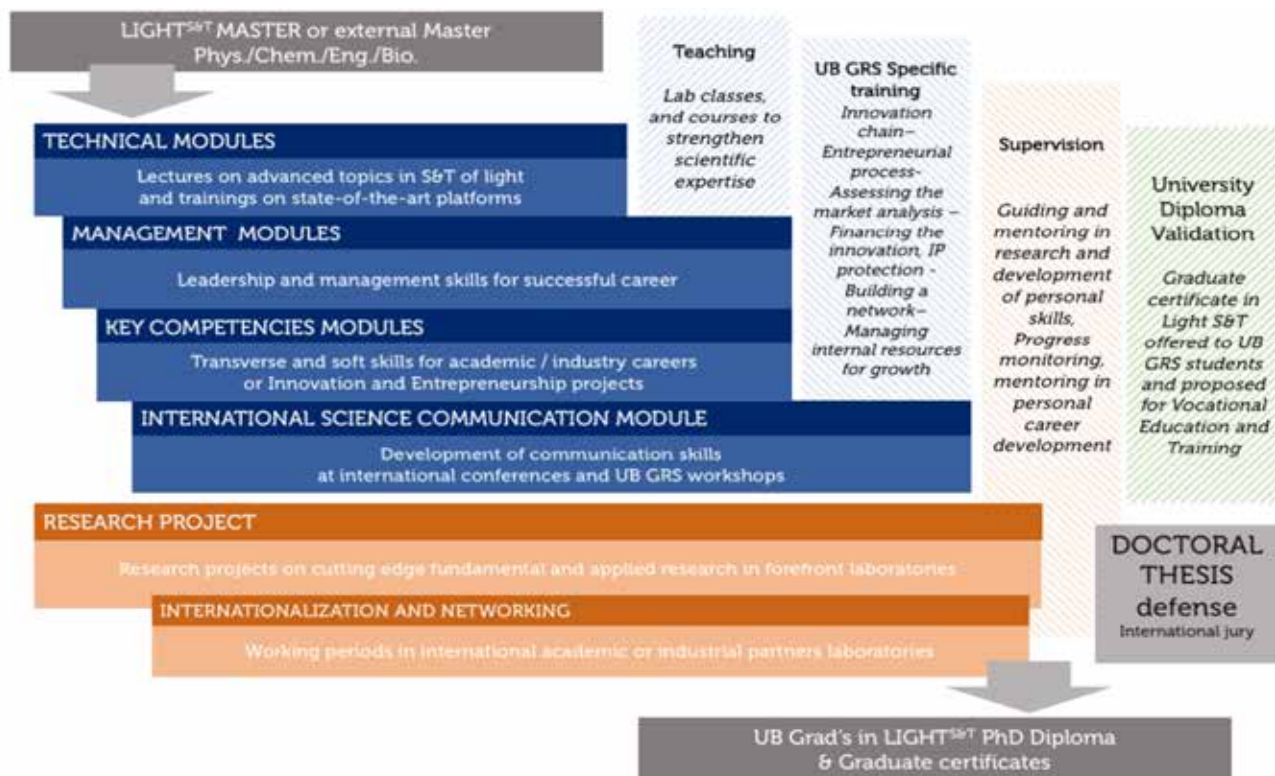 LIGHTS&T MASTER or external Master
Phys./Chem./Eng./Bio.
TECHNICAL MODULES
Lectures on advanced topics in S&T of light
and trainings on state-of-the-art platforms
MANAGEMENT MODULES
Leadership and management skills for successful career
KEY COMPETENCIES MODULES
Transverse and soft skills for academic / industry careers
or Innovation and Entrepreneurship projects
INTERNATIONAL SCIENCE COMMUNICATION MODULE
Development of communication skills
at international conferences and UB GRS workshops
RESEARCH PROJECT
Research projects on cutting edge fundamental and applied research in forefront laboratories
INTERNATIONALIZATION AND NETWORKING
Working periods in international academic or industrial partners laboratories
Teaching
Lab classes,
and courses to
strengthen
scientific
expertise
UB GRS Specific
training
Innovation
chain–
Entrepreneurial
process-
Assessing the
market analysis –
Financing the
innovation, IP
protection -
Building a
network–
Managing
internal resources
for growth
Supervision
Guiding and
mentoring in
research and
development
of personal
skills,
Progress
monitoring,
mentoring in
personal
career
development
University
Diploma
Validation
Graduate
certificate in
Light S&T
offered to UB
GRS students
and proposed
for Vocational
Education and
Training
DOCTORAL
THESIS
defense
International jury
UB Grad's in LIGHTS&T PhD Diploma
& Graduate certificates